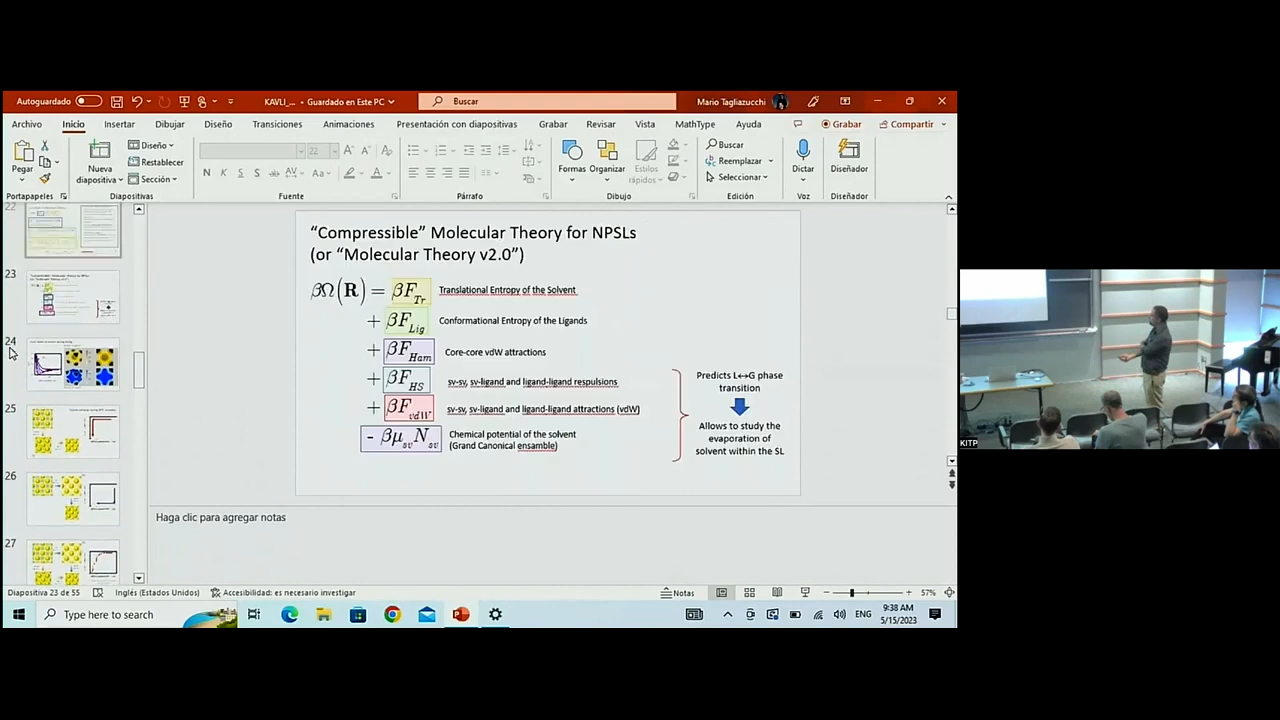 Autoguardado
KAVLI_... • Guardado en Este PC
Buscar
Mario Tagliazucchi
Archivo Inicio Insertar Dibujar Diseño Transiciones Animaciones Presentación con diapositivas Grabar Revisar Vista MathType Ayuda Grabar Compartir
Pegar
Nueva diapositiva
Diseño
Restablecer
Sección
22
N K S S AV Aa A
Formas Organizar Estilos rápidos
Buscar
Reemplazar
Seleccionar
Dictar
Diseñador
Portapapeles Diapositivas Fuente Párrafo Dibujo Edición Voz Diseñador
22
23
24
25
26
27
“Compressible” Molecular Theory for NPSLs
(or “Molecular Theory v2.0”)
βΩ(R) = βF_Tr Translational Entropy of the Solvent
+ βF_Lig Conformational Entropy of the Ligands
+ βF_Ham Core-core vdW attractions
+ βF_HS sv-sv, sv-ligand and ligand-ligand respulsions
+ βF_vdW sv-sv, sv-ligand and ligand-ligand attractions (vdW)
- βμ_sv N_sv Chemical potential of the solvent
(Grand Canonical ensamble)
Predicts L↔G phase
transition
Allows to study the
evaporation of
solvent within the SL
Haga clic para agregar notas
Diapositiva 23 de 55 Inglés (Estados Unidos) Accesibilidad: es necesario investigar Notas 57%
Type here to search
ENG
9:38 AM
5/15/2023
KITP